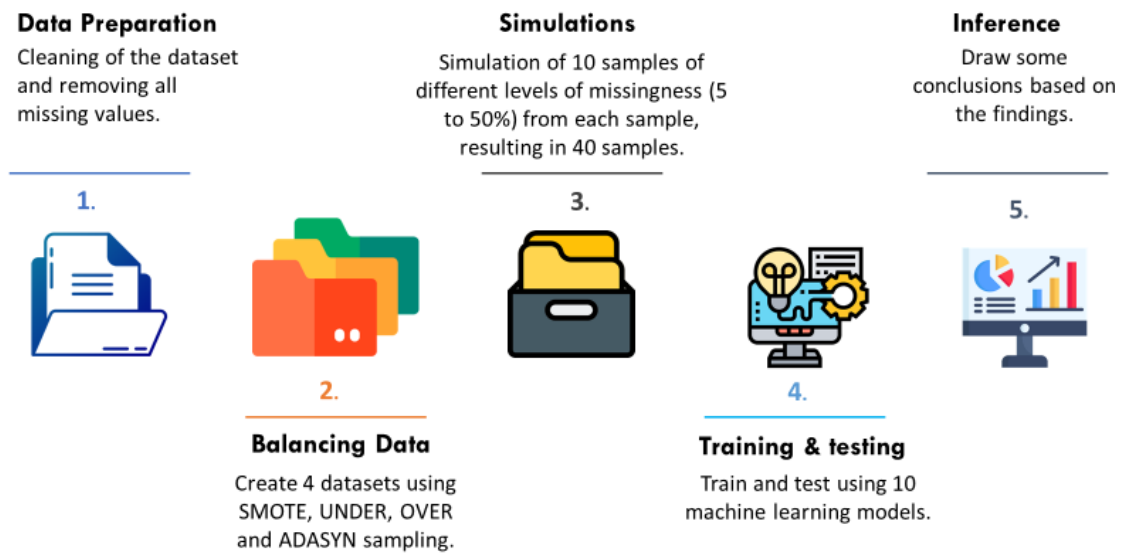 Data Preparation
Cleaning of the dataset
and removing all
missing values.
1.
2.
Balancing Data
Create 4 datasets using
SMOTE, UNDER, OVER
and ADASYN sampling.
Simulations
Simulation of 10 samples of
different levels of missingness (5
to 50%) from each sample,
resulting in 40 samples.
3.
4.
Training & testing
Train and test using 10
machine learning models.
Inference
Draw some
conclusions based on
the findings.
5.